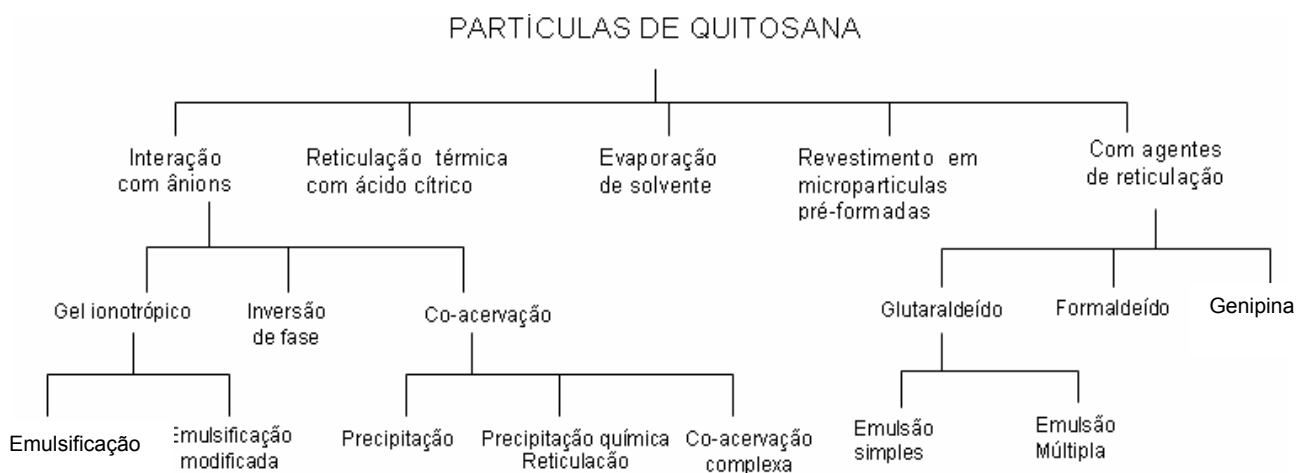 PARTÍCULAS DE QUITOSANA
Interação
com ânions
Reticulação térmica
com ácido cítrico
Evaporação
de solvente
Revestimento em
microparticulas
pré-formadas
Com agentes
de reticulação
Gel ionotrópico
Inversão
de fase
Co-acervação
Glutaraldeído
Formaldeído
Genipina
Emulsificação
Emulsificação
modificada
Precipitação
Precipitação química
Reticulacão
Co-acervação
complexa
Emulsão
simples
Emulsão
Múltipla